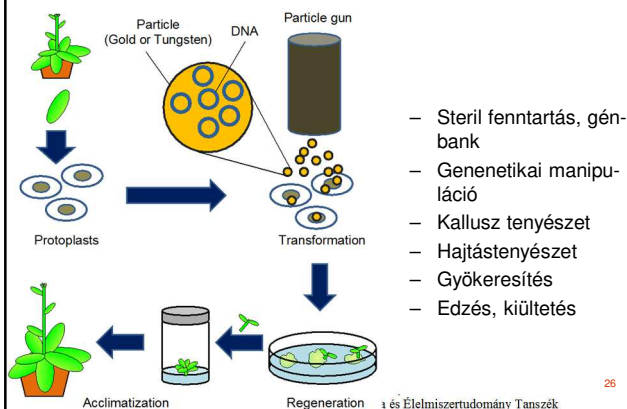 Particle
(Gold or Tungsten)
DNA
Particle gun
Protoplasts
Transformation
Acclimatization
Regeneration
– Steril fenntartás, gén-
bank
– Genenetikai manipu-
láció
– Kallusz tenyészet
– Hajtástenyészet
– Gyökeresítés
– Edzés, kiültetés
26
és Élelmiszertudomány Tanszék